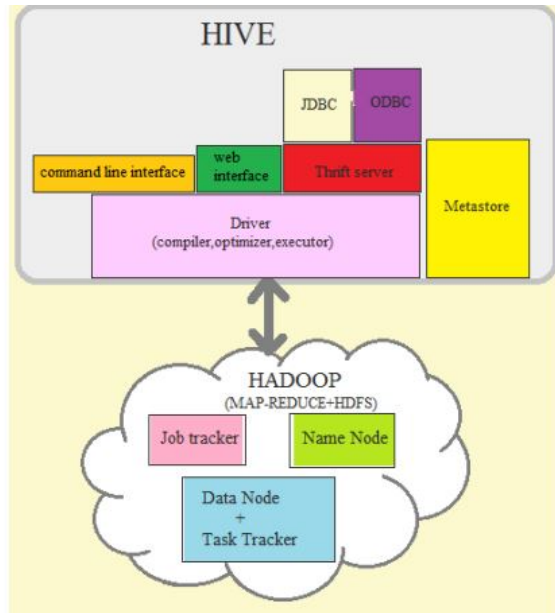 HIVE
JDBC
ODBC
command line interface
web
interface
Thrift server
Metastore
Driver
(compiler,optimizer,executor)
HADOOP
(MAP-REDUCE+HDFS)
Job tracker
Name Node
Data Node
+
Task Tracker